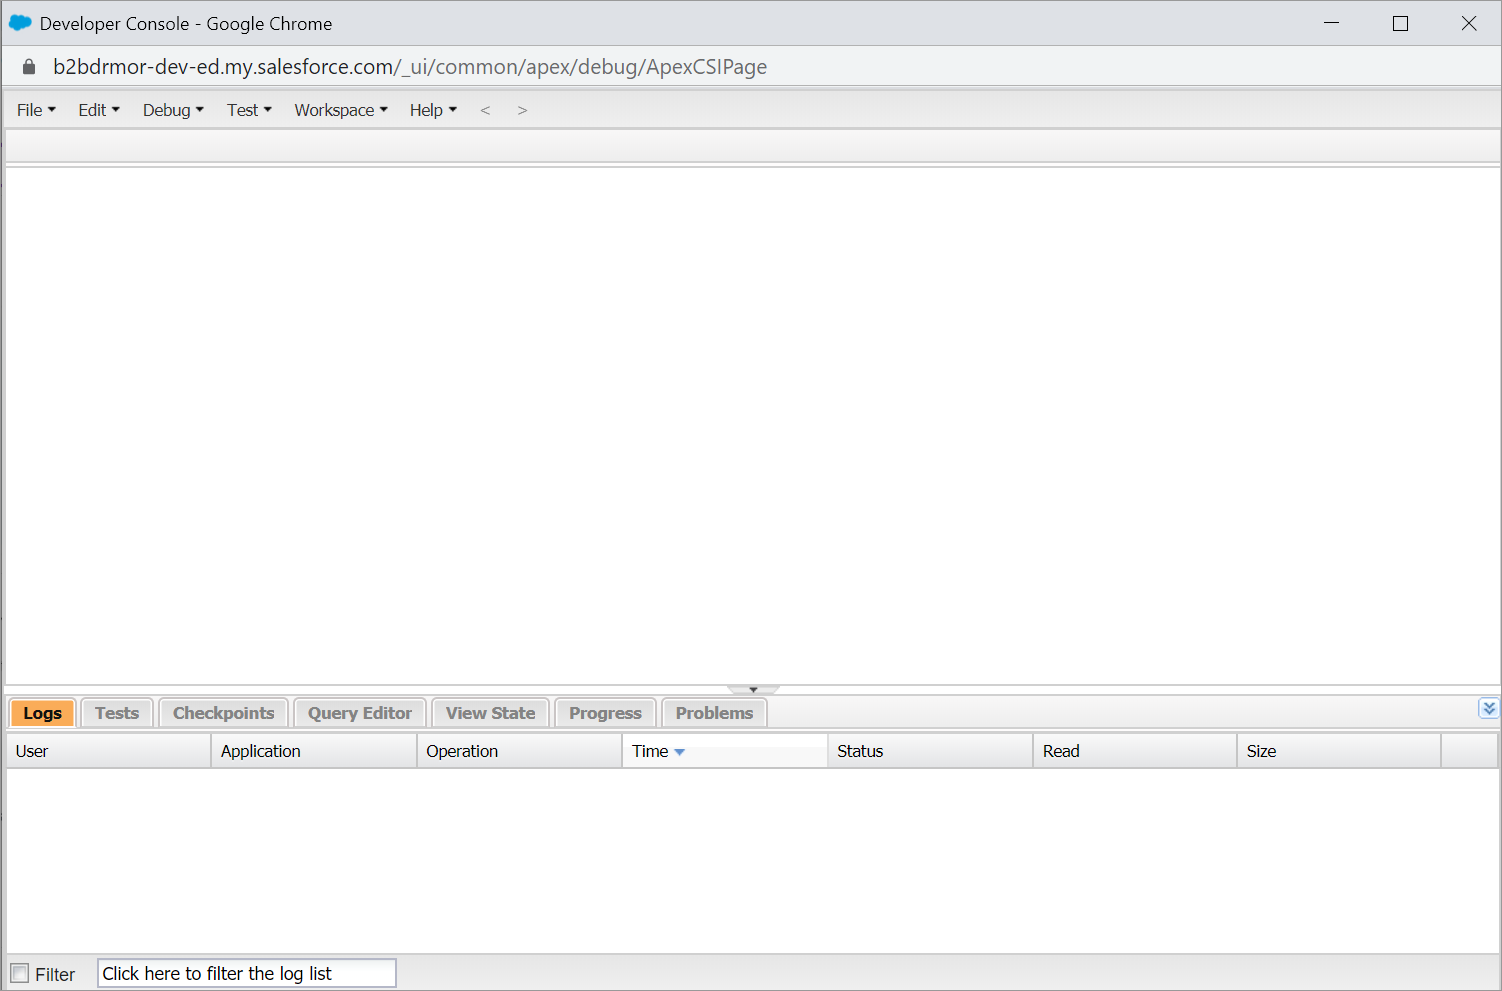 Developer Console - Google Chrome
b2bdrmor-dev-ed.my.salesforce.com/_ui/common/apex/debug/ApexCSIPage
File Edit Debug Test Workspace Help < >
Logs Tests Checkpoints Query Editor View State Progress Problems
User Application Operation Time Status Read Size
Filter Click here to filter the log list